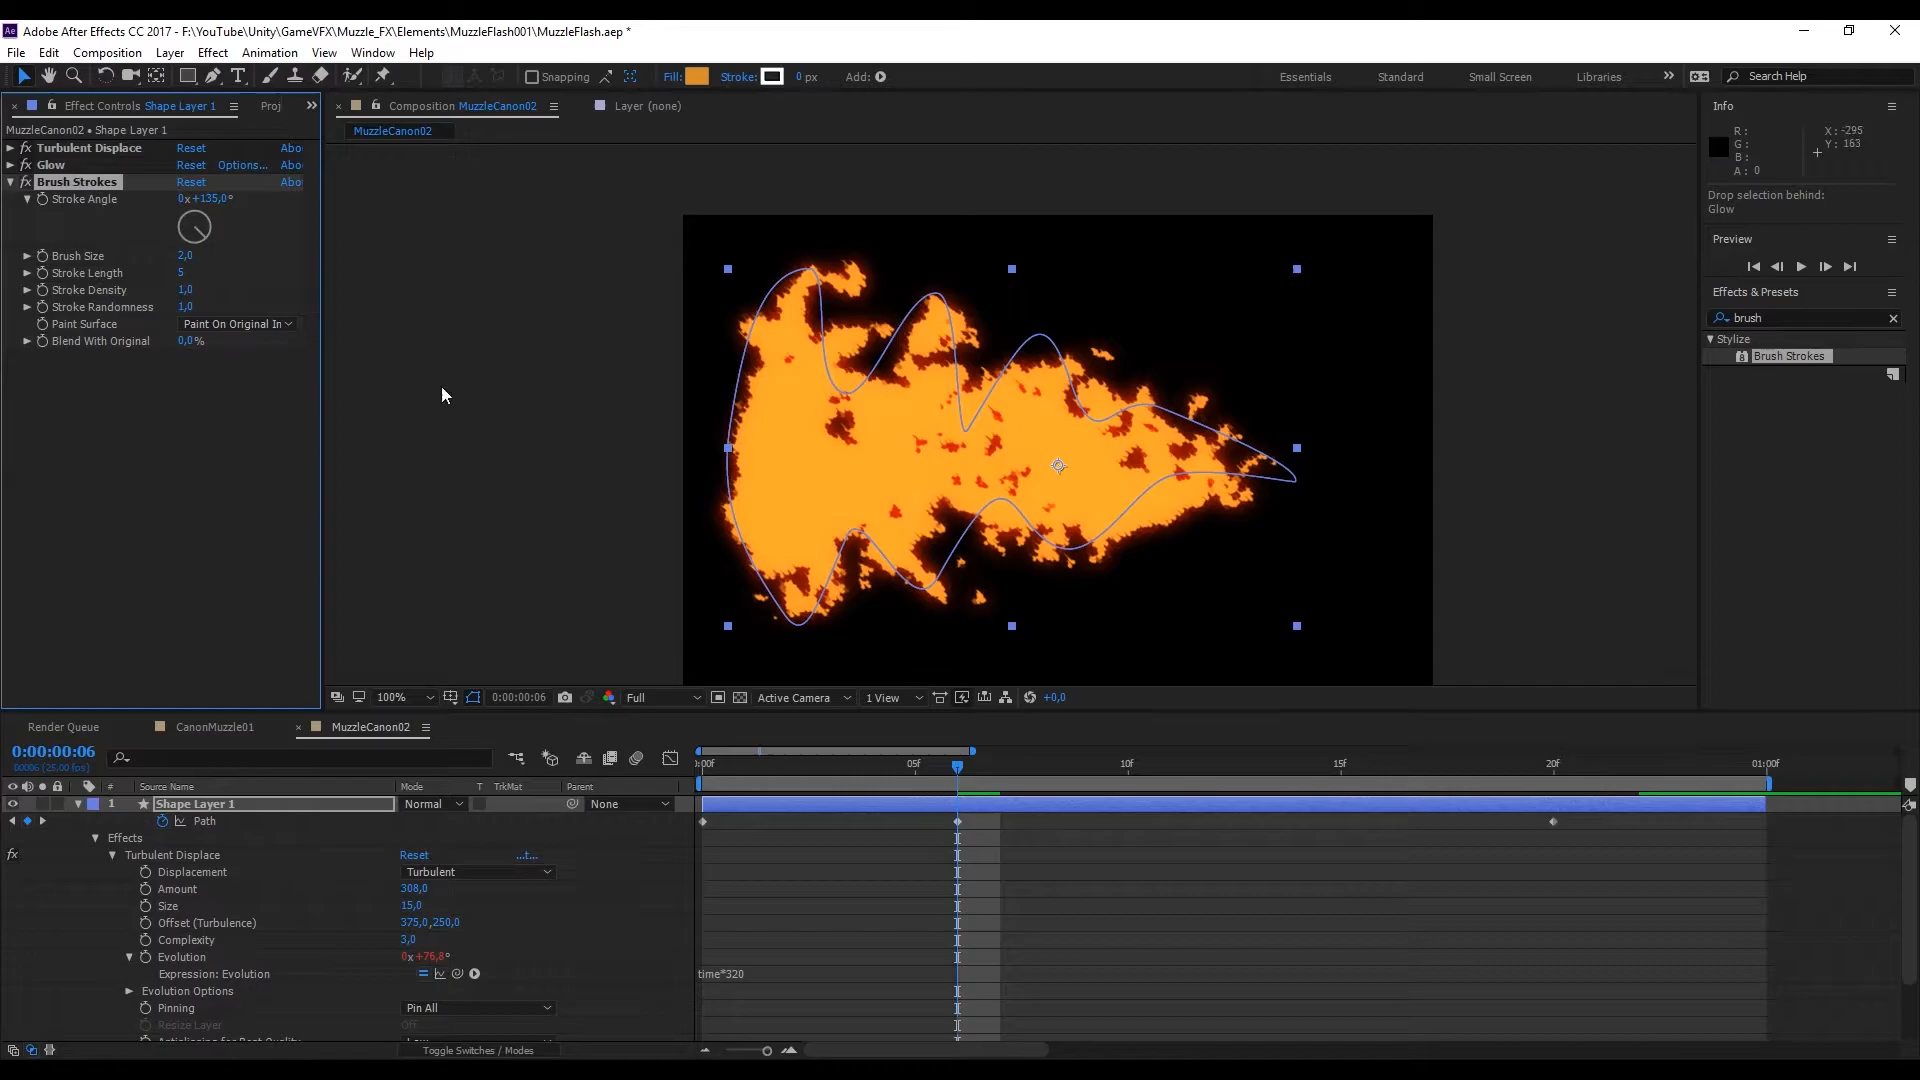 Adobe After Effects CC 2017 - F:\YouTube\Unity\GameVFX\Muzzle_FX\Elements\MuzzleFlash001\MuzzleFlash.aep *
File Edit Composition Layer Effect Animation View Window Help
Snapping Fill: Stroke: 0 px Add: Essentials Standard Small Screen Libraries Search Help
Effect Controls Shape Layer 1 Proj Composition MuzzleCanon02 Layer (none) Info
MuzzleCanon02 • Shape Layer 1
MuzzleCanon02
R: X: -295
G: Y: 163
B:
A: 0
fx Turbulent Displace Reset Abo
fx Glow Reset Options... Abo
fx Brush Strokes Reset Abo
Stroke Angle 0x+135,0°
Brush Size 2,0
Stroke Length 5
Stroke Density 1,0
Stroke Randomness 1,0
Paint Surface Paint On Original In
Blend With Original 0,0%
Drop selection behind:
Glow
Preview
Effects & Presets
brush
Stylize
Brush Strokes
100% 0:00:00:06 Full Active Camera 1 View +0,0
Render Queue CanonMuzzle01 MuzzleCanon02
0:00:00:06
00006 (25.00 fps)
:00f 05f 10f 15f 20f 01:00f
# Source Name Mode T TrkMat Parent
1 Shape Layer 1 Normal None
Path
Effects
fx Turbulent Displace Reset ...t...
Displacement Turbulent
Amount 308,0
Size 15,0
Offset (Turbulence) 375,0,250,0
Complexity 3,0
Evolution 0x+76,8°
Expression: Evolution time*320
Evolution Options
Pinning Pin All
Resize Layer Off
Toggle Switches / Modes